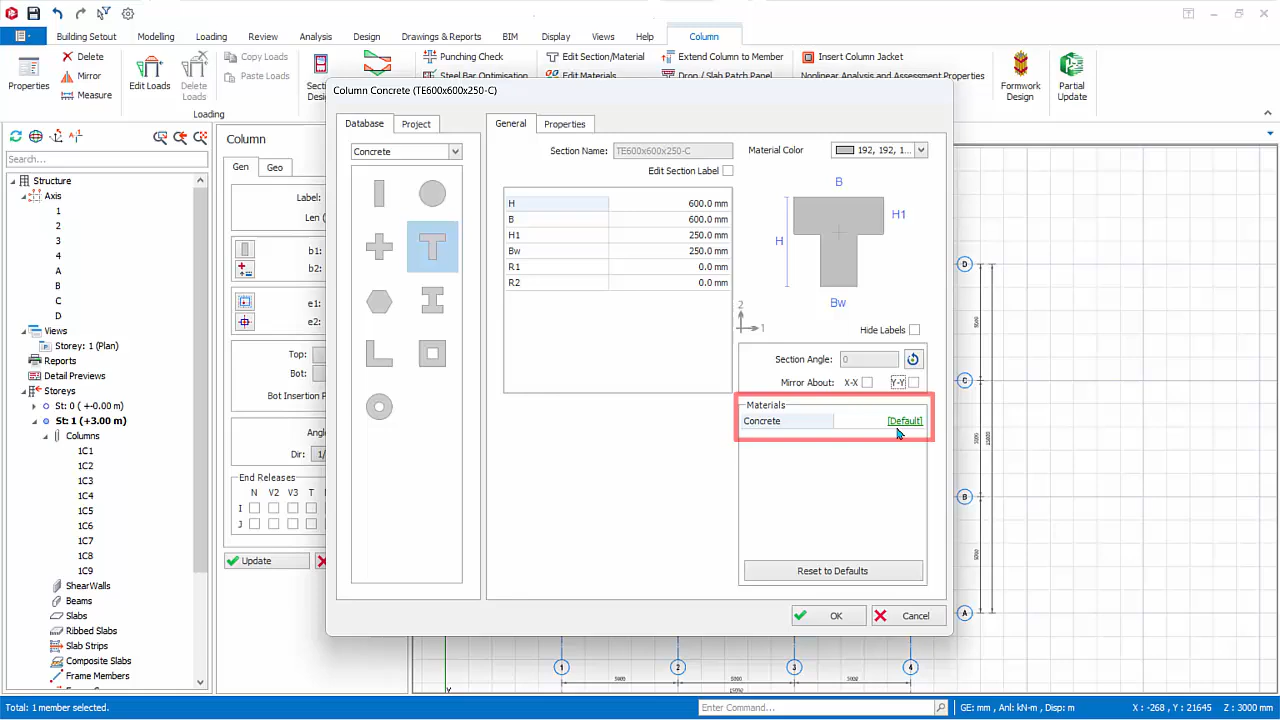 Building Setout Modelling Loading Review Analysis Design Drawings & Reports BIM Display Views Help Column
Properties
Delete
Mirror
Measure
Edit Loads
Delete Loads
Copy Loads
Paste Loads
Loading
Punching Check
Steel Bar Optimisation
Edit Section/Material
Edit Materials
Extend Column to Member
Drop / Slab Patch Panel
Insert Column Jacket
Nonlinear Analysis and Assessment Properties
Formwork Design
Partial Update
Search...
Structure
Axis
1
2
3
4
A
B
C
D
Views
Storey: 1 (Plan)
Reports
Detail Previews
Storeys
St: 0 (+-0.00 m)
St: 1 (+3.00 m)
Columns
1C1
1C2
1C3
1C4
1C5
1C6
1C7
1C8
1C9
ShearWalls
Beams
Slabs
Ribbed Slabs
Slab Strips
Composite Slabs
Frame Members
Column
Gen Geo
Label:
Len (
b1:
b2:
e1:
e2:
Top:
Bot:
Bot Insertion P
Angl
Dir: 1/
End Releases
N V2 V3 T
I
J
Update
Column Concrete (TE600x600x250-C)
Database Project
Concrete
General Properties
Section Name: TE600x600x250-C
Edit Section Label
Material Color 192, 192, 1...
H 600.0 mm
B 600.0 mm
H1 250.0 mm
Bw 250.0 mm
R1 0.0 mm
R2 0.0 mm
B
H1
H
Bw
2
1
Hide Labels
Section Angle: 0
Mirror About: X-X Y-Y
Materials
Concrete [Default]
Reset to Defaults
OK Cancel
D
C
B
A
1 2 3 4
Y
Total: 1 member selected.
Enter Command...
GE: mm , Anl: kN-m , Disp: m
X : -268 , Y : 21645
Z : 3000 mm